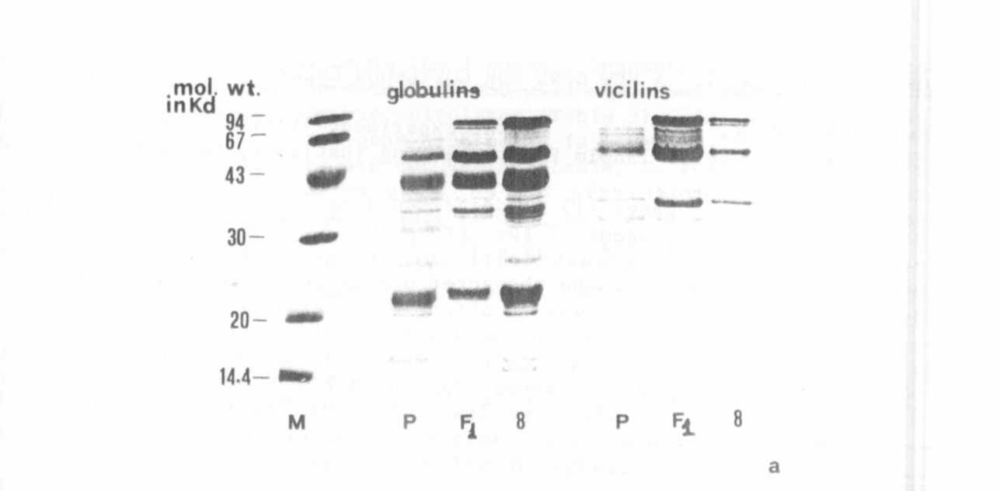 mol. wt.
in Kd
globulins
vicilins
94
67
43
30
20
14.4
M P F1 8 P F1 8
a